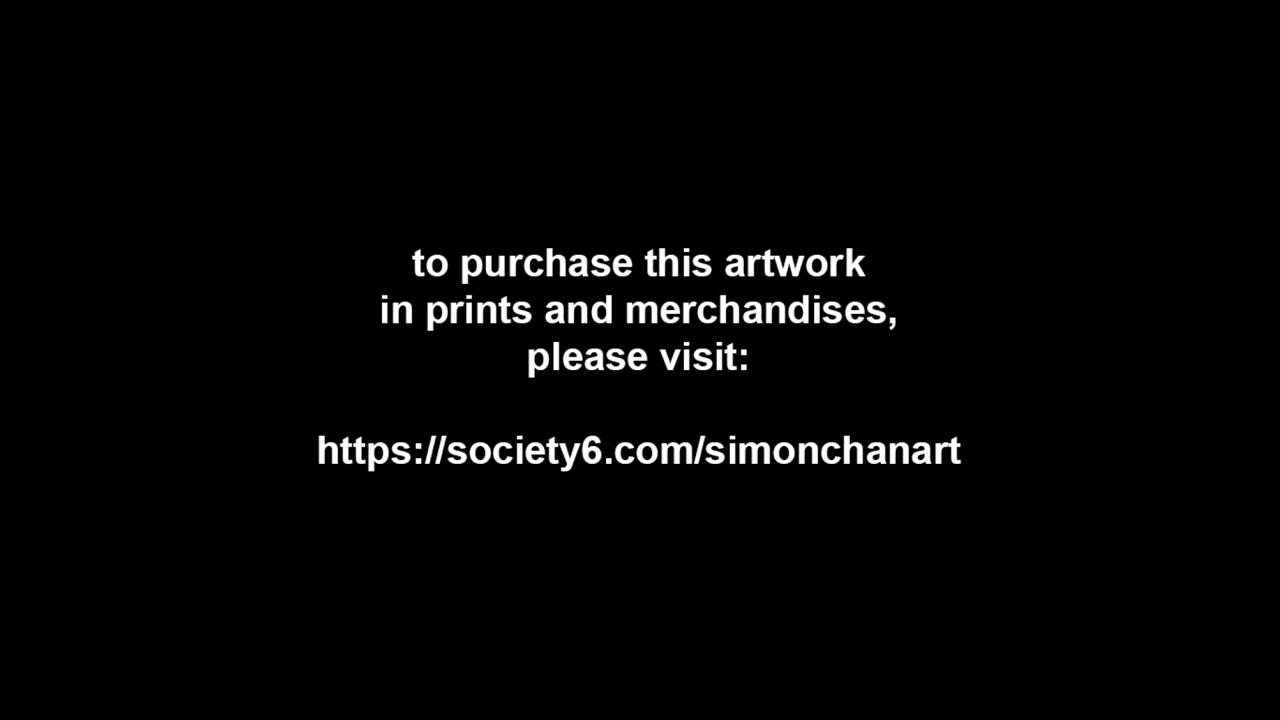 to purchase this artwork
in prints and merchandises,
please visit:
https://society6.com/simonchanart